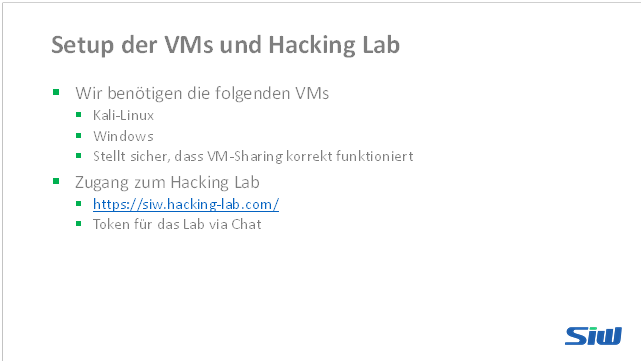 Setup der VMs und Hacking Lab
Wir benötigen die folgenden VMs
Kali-Linux
Windows
Stellt sicher, dass VM-Sharing korrekt funktioniert
Zugang zum Hacking Lab
https://siw.hacking-lab.com/
Token für das Lab via Chat
SiW